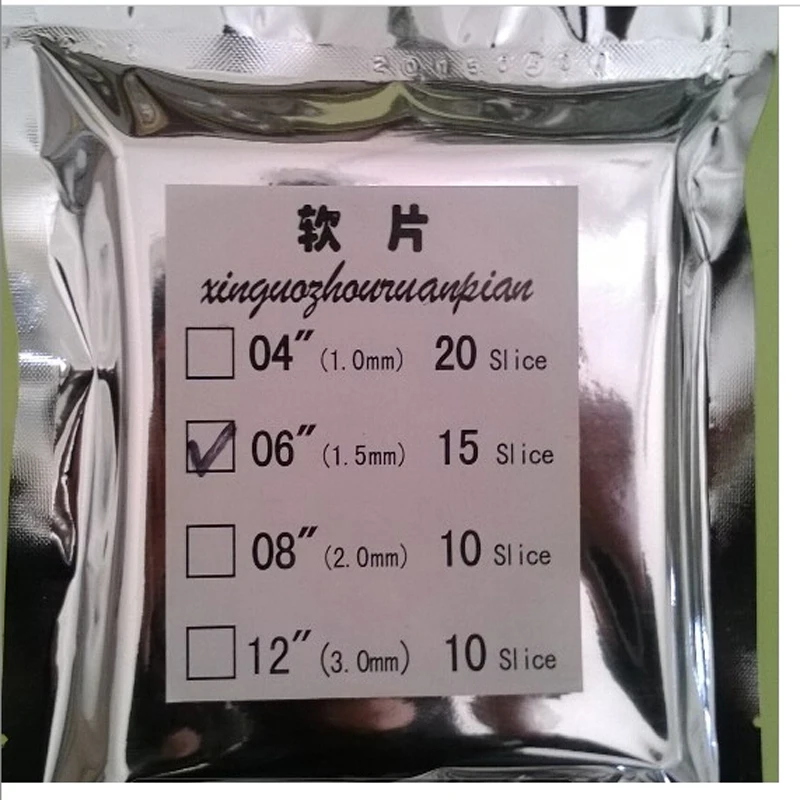 软 片
xinguozhouruanpian
04″ (1.0mm) 20 Slice
06″ (1.5mm) 15 Slice
08″ (2.0mm) 10 Slice
12″ (3.0mm) 10 Slice